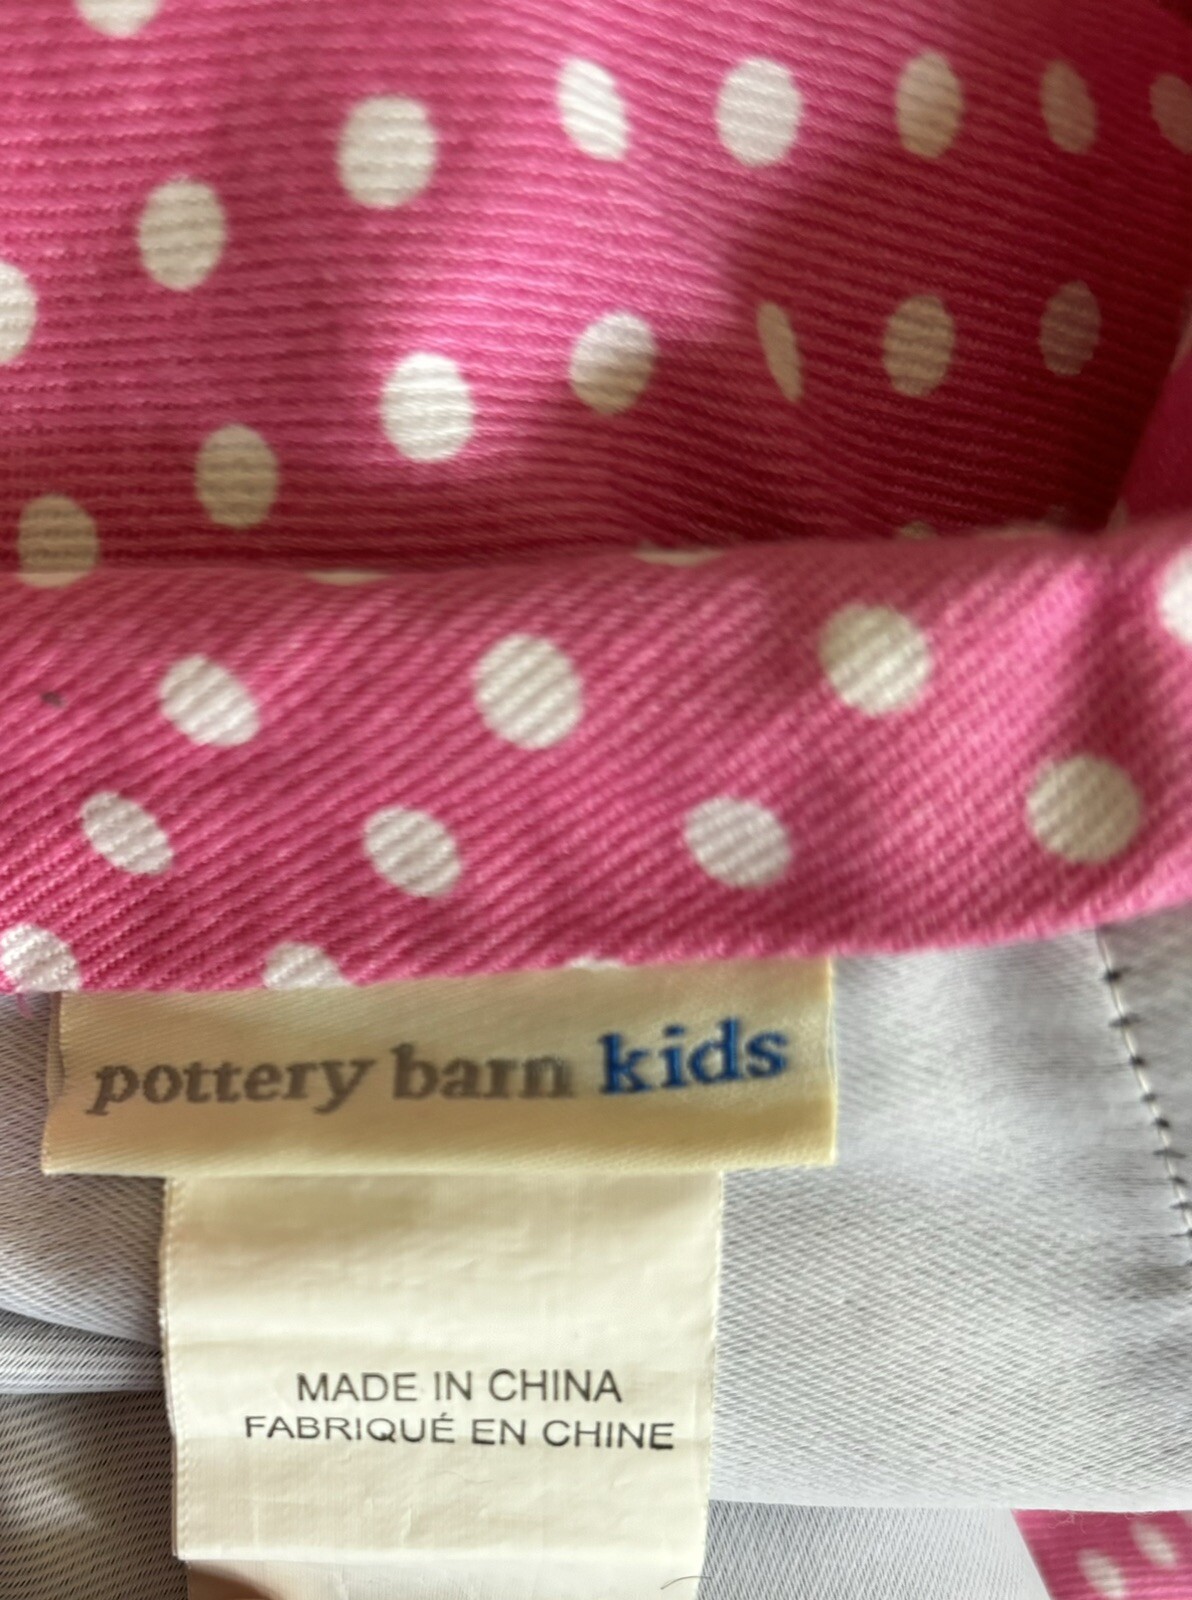 pottery barn kids
MADE IN CHINA
FABRIQUÉ EN CHINE